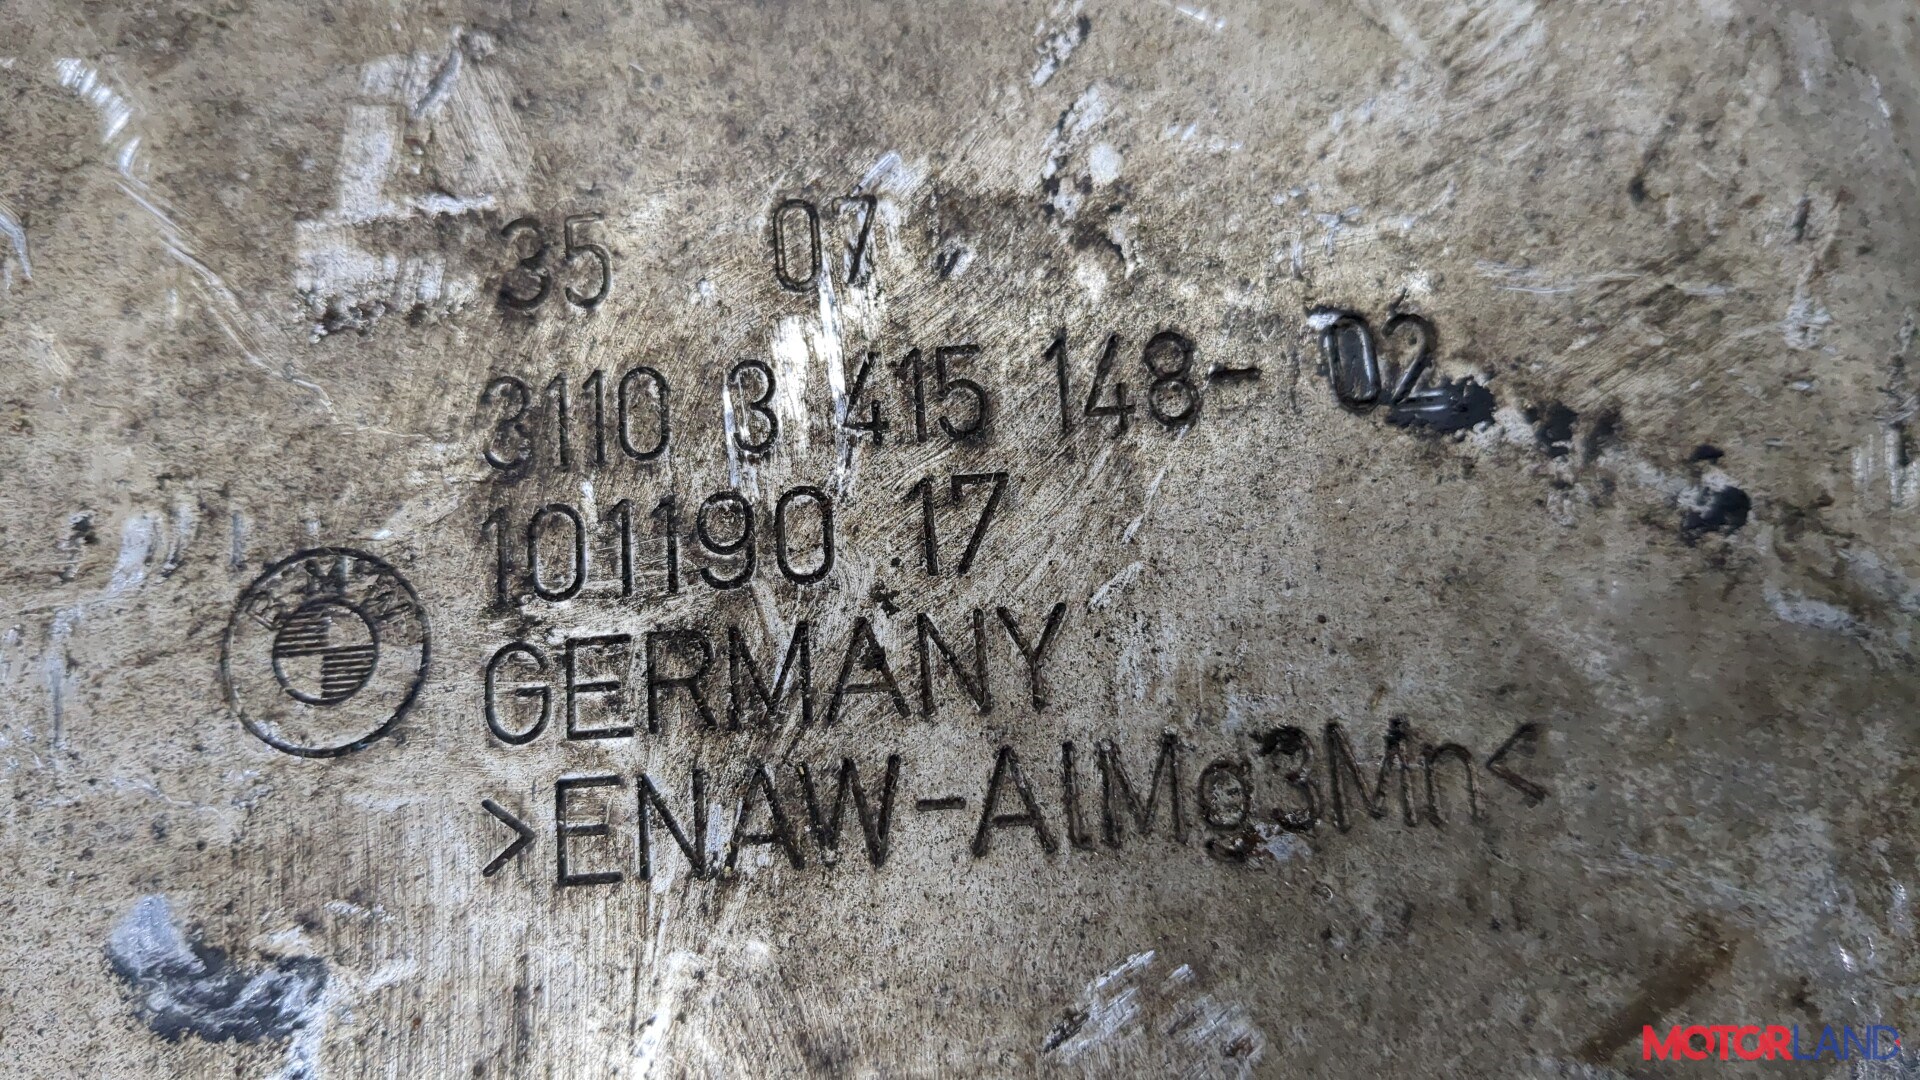 35 07
3110 3 415 148- 02
101190 17
BMW
GERMANY
>ENAW-AlMg3Mn<
MOTORLAND